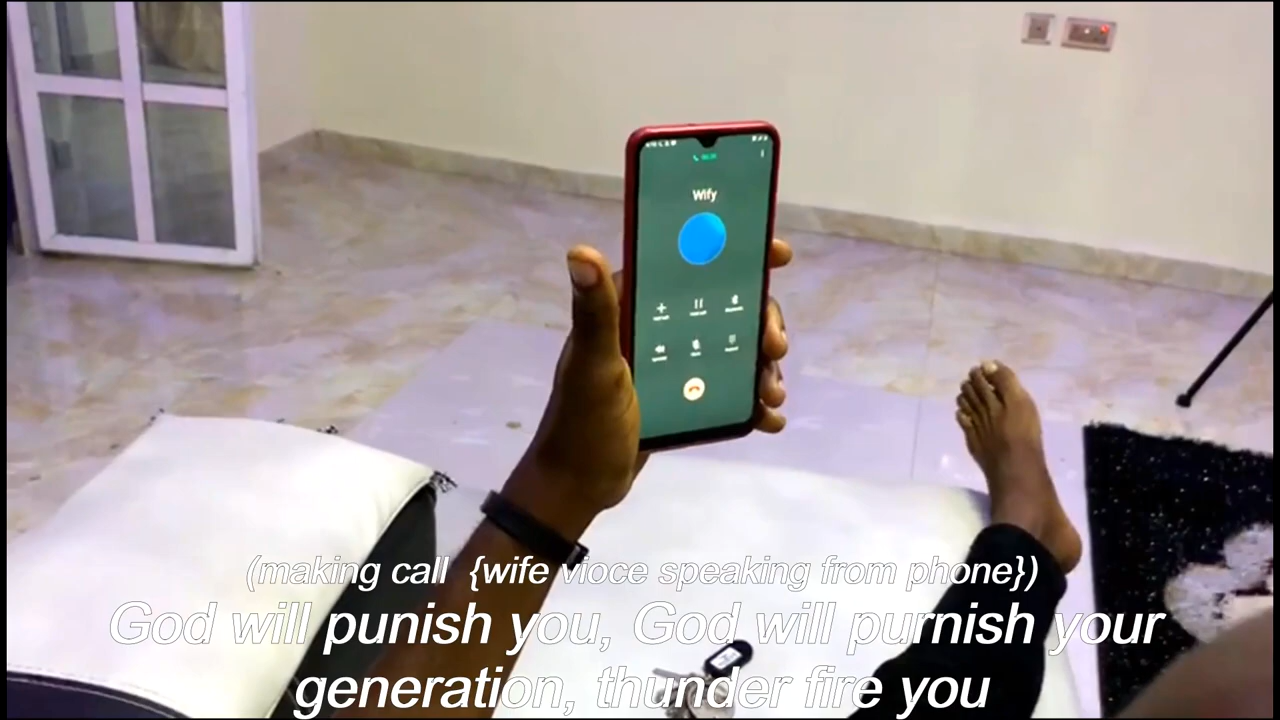 Wify
(making call {wife vioce speaking from phone})
God will punish you, God will purnish your
generation, thunder fire you